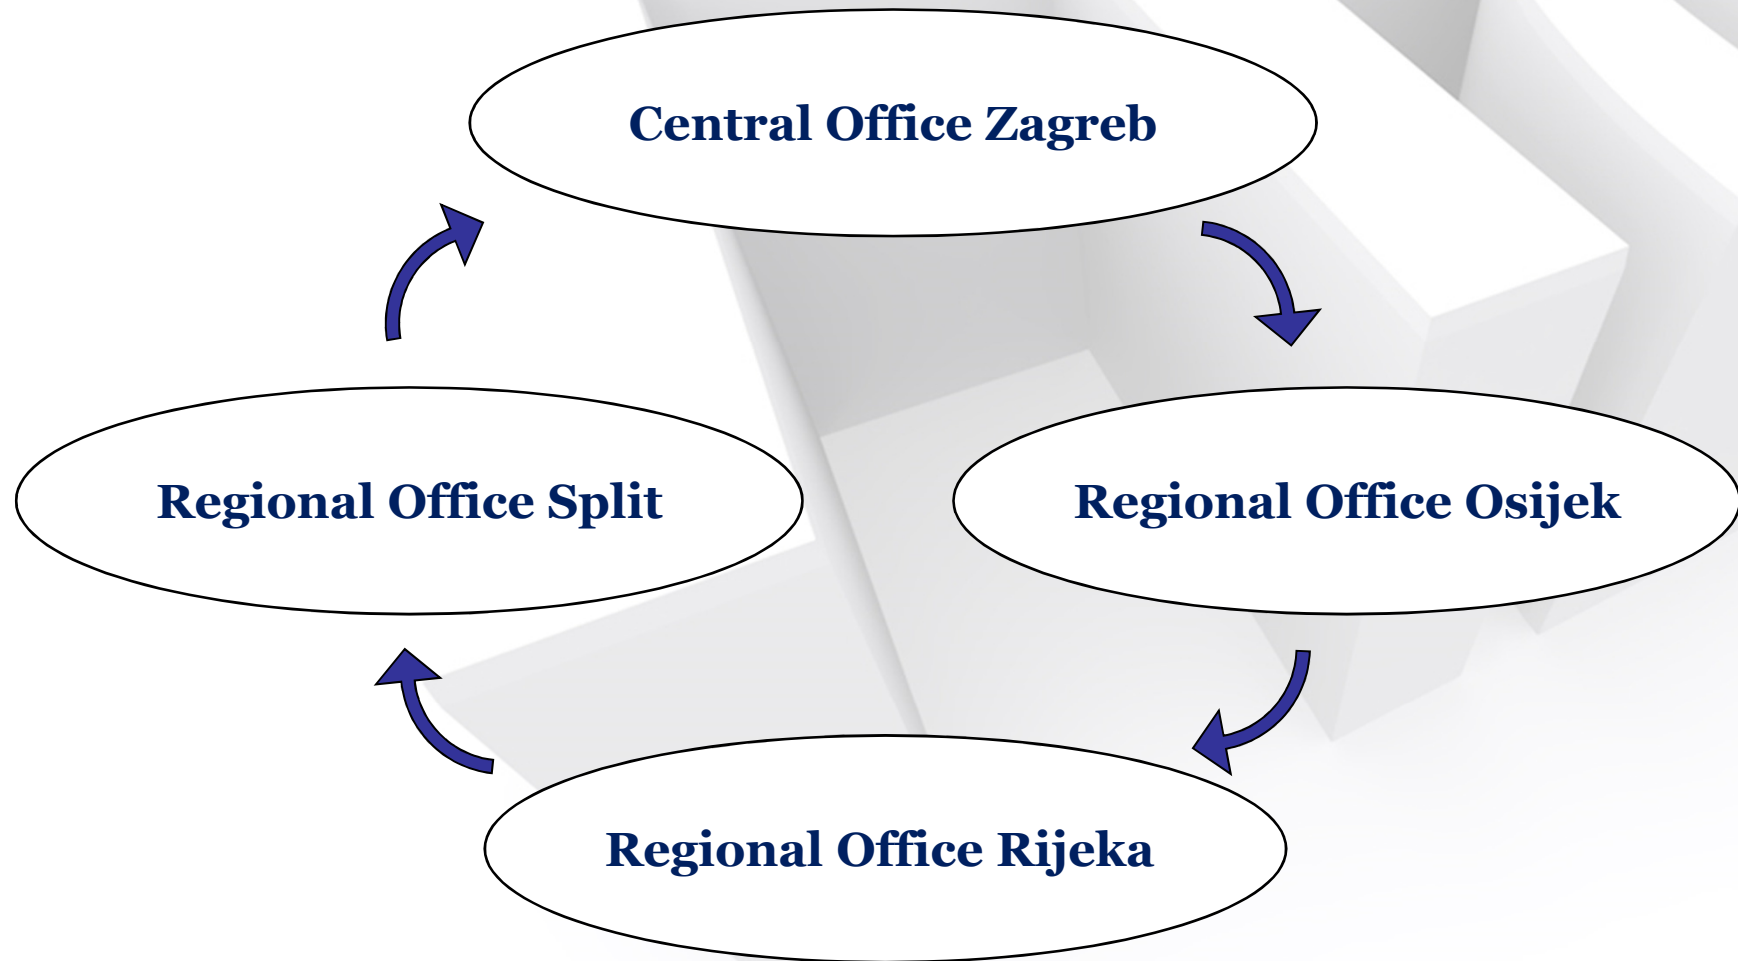 Central Office Zagreb
Regional Office Split
Regional Office Osijek
Regional Office Rijeka